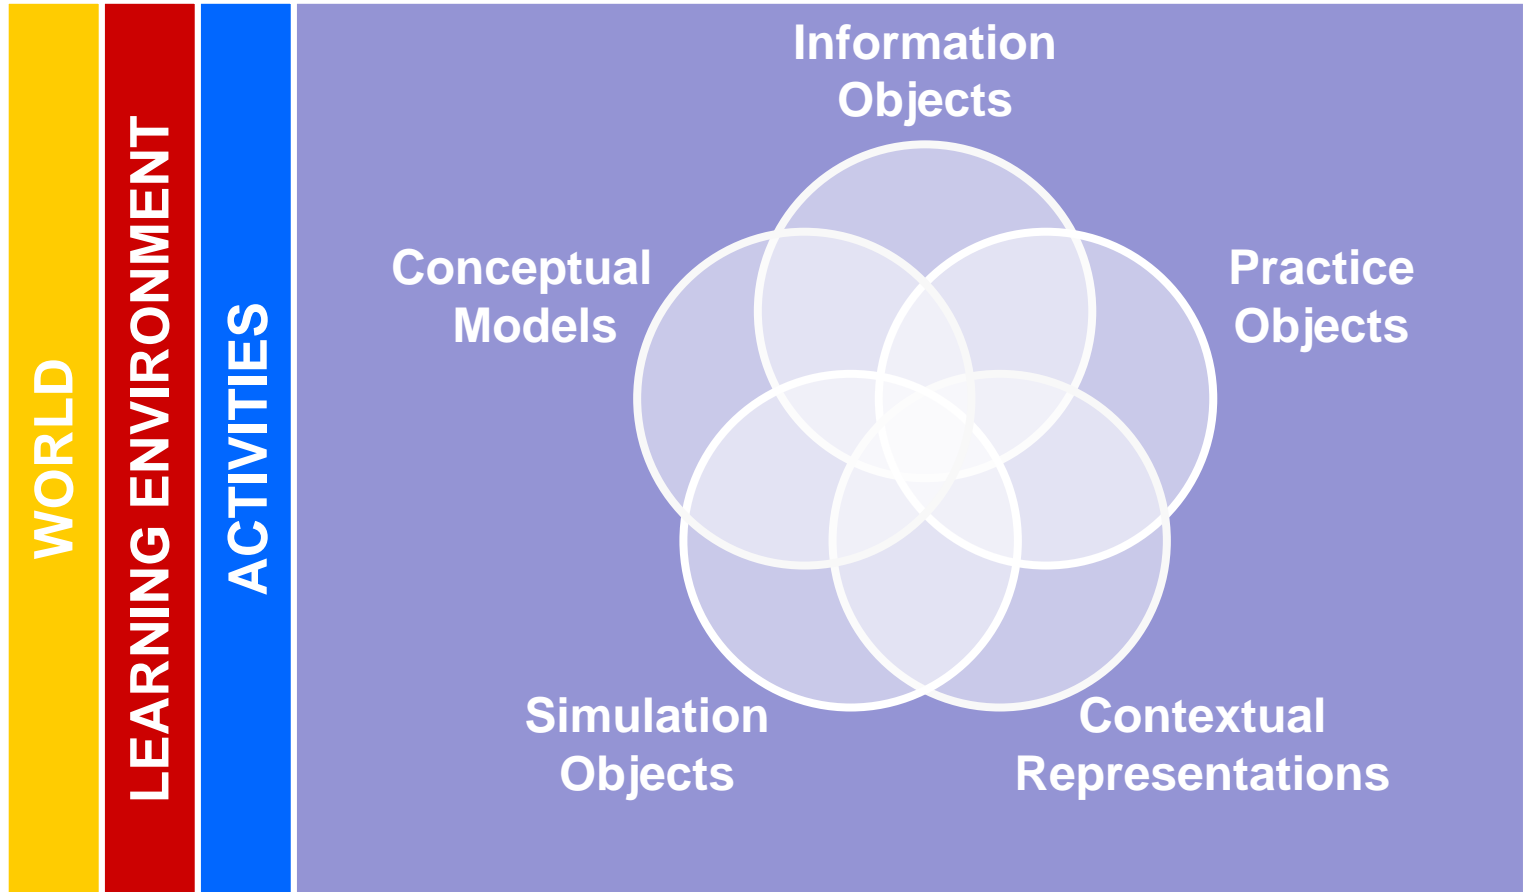 WORLD
LEARNING ENVIRONMENT
ACTIVITIES
Information
Objects
Conceptual
Models
Practice
Objects
Simulation
Objects
Contextual
Representations